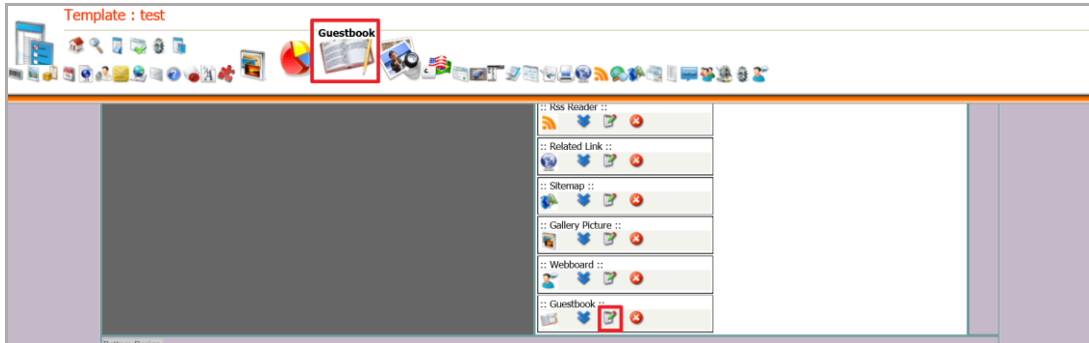 Template : test
Guestbook
:: Rss Reader ::
:: Related Link ::
:: Sitemap ::
:: Gallery Picture ::
:: Webboard ::
:: Guestbook ::